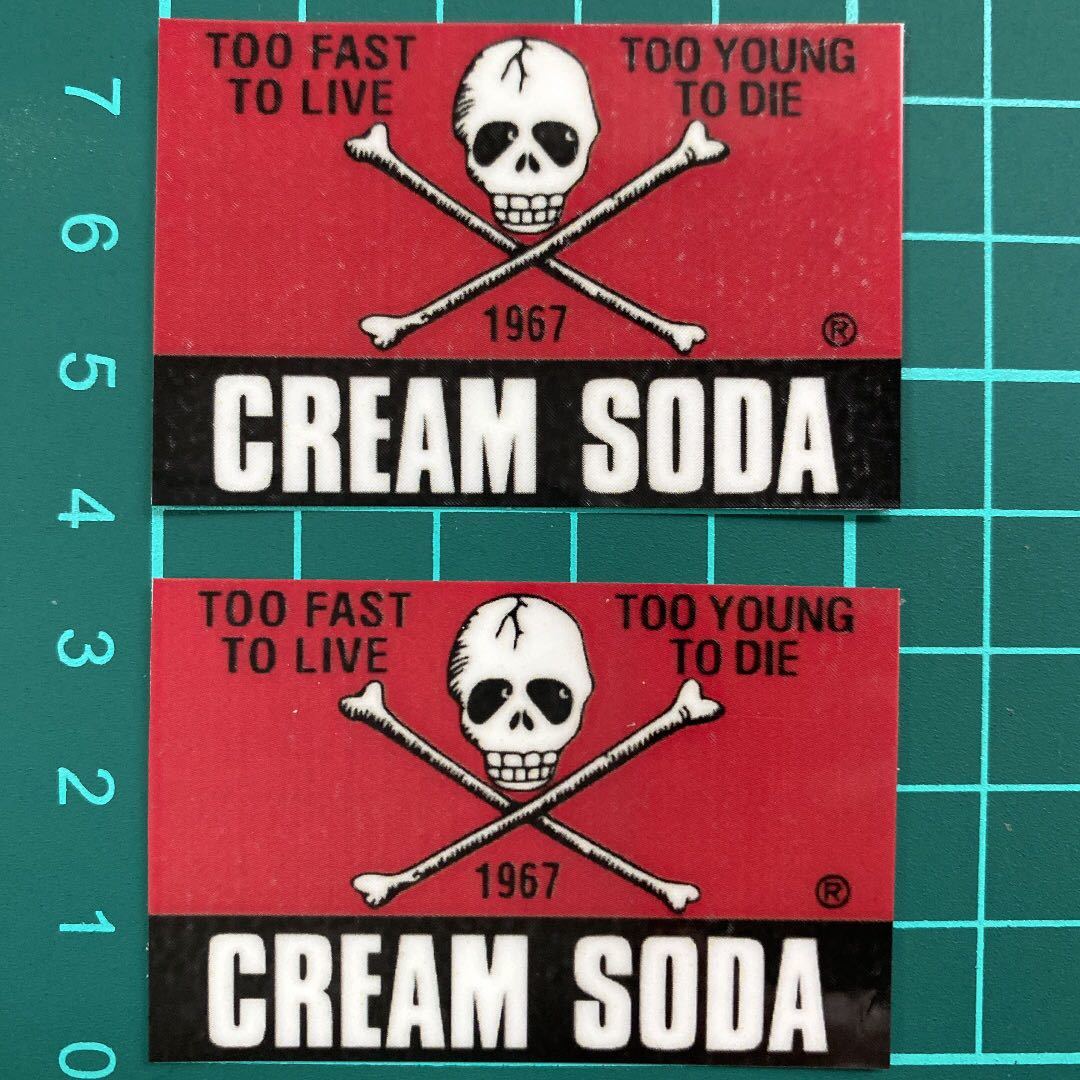 TOO FAST
TO LIVE
TOO YOUNG
TO DIE
1967
®
CREAM SODA
TOO FAST
TO LIVE
TOO YOUNG
TO DIE
1967
®
CREAM SODA
7
6
5
4
3
2
1
0